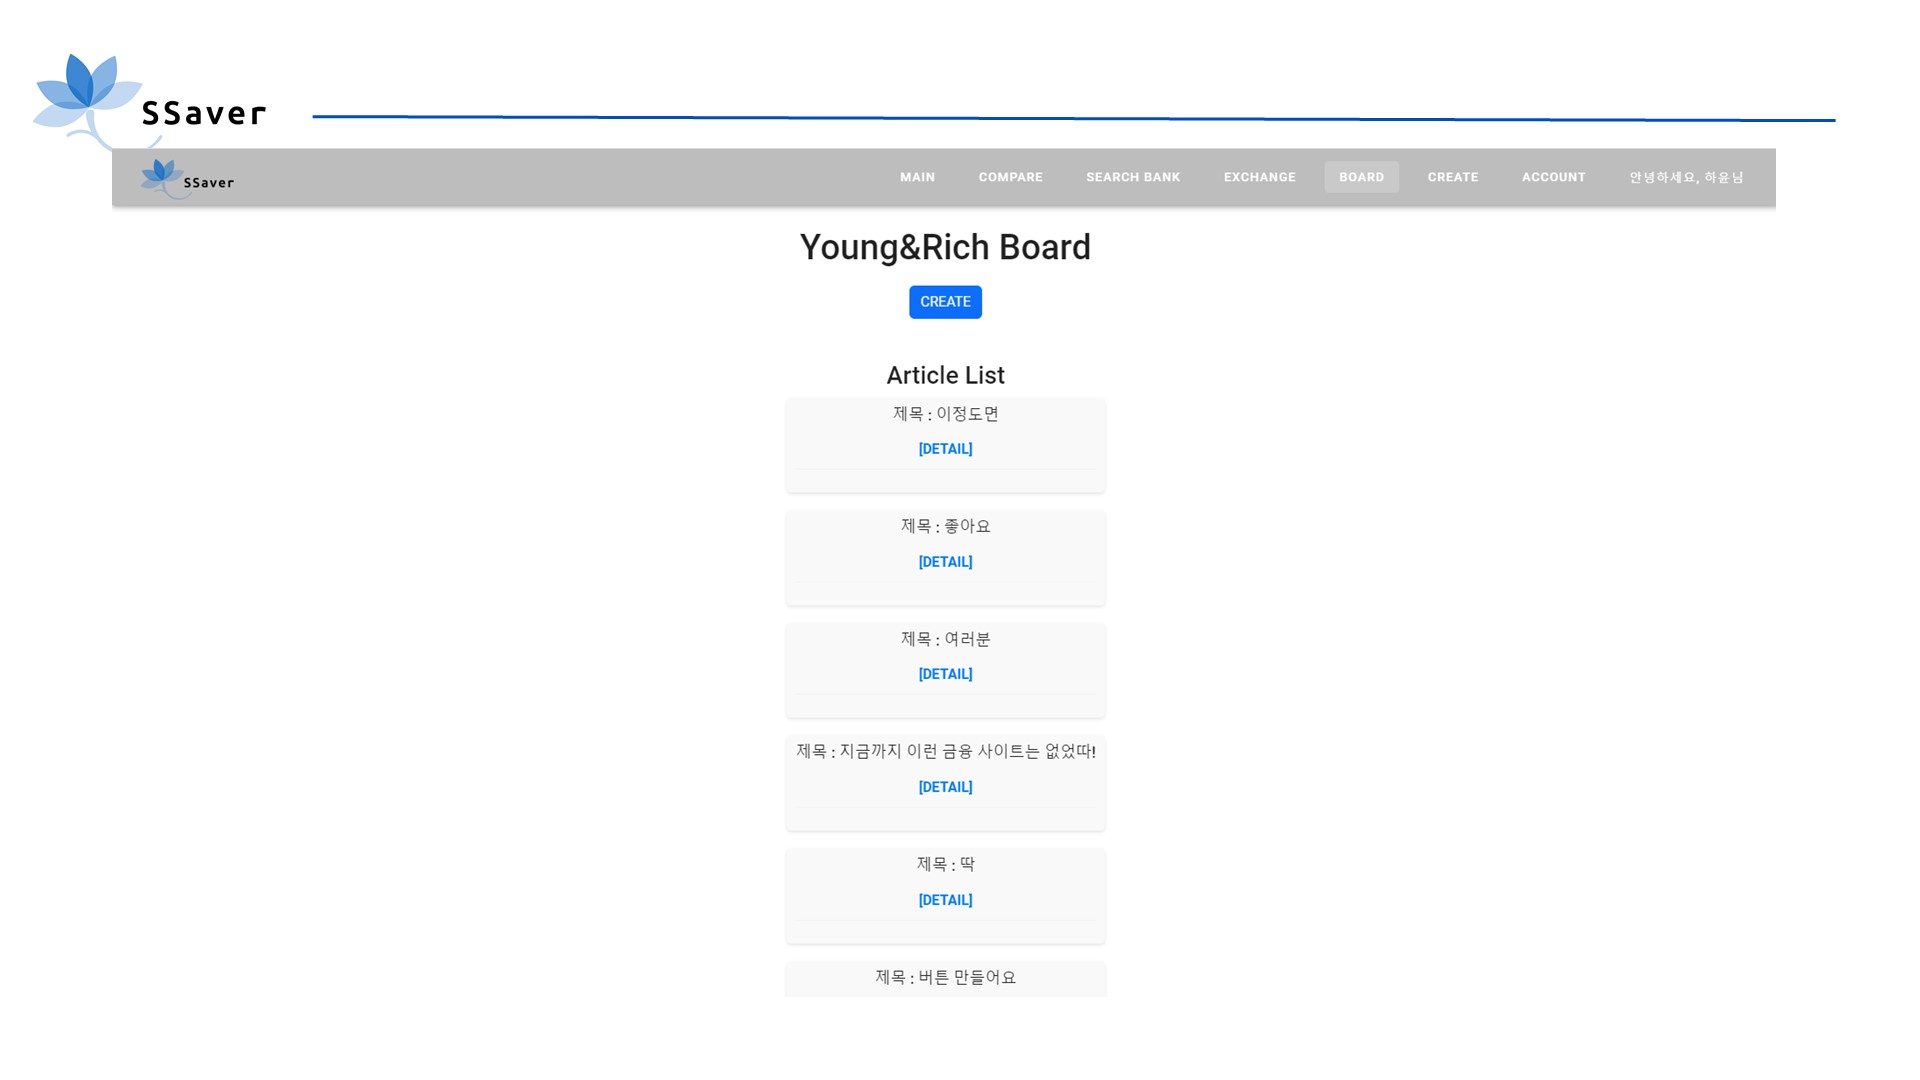 SSaver
SSaver MAIN COMPARE SEARCH BANK EXCHANGE BOARD CREATE ACCOUNT 안녕하세요, 하윤님
Young&Rich Board
CREATE
Article List
제목 : 이정도면
[DETAIL]
제목 : 좋아요
[DETAIL]
제목 : 여러분
[DETAIL]
제목 : 지금까지 이런 금융 사이트는 없었따!
[DETAIL]
제목 : 딱
[DETAIL]
제목 : 버튼 만들어요